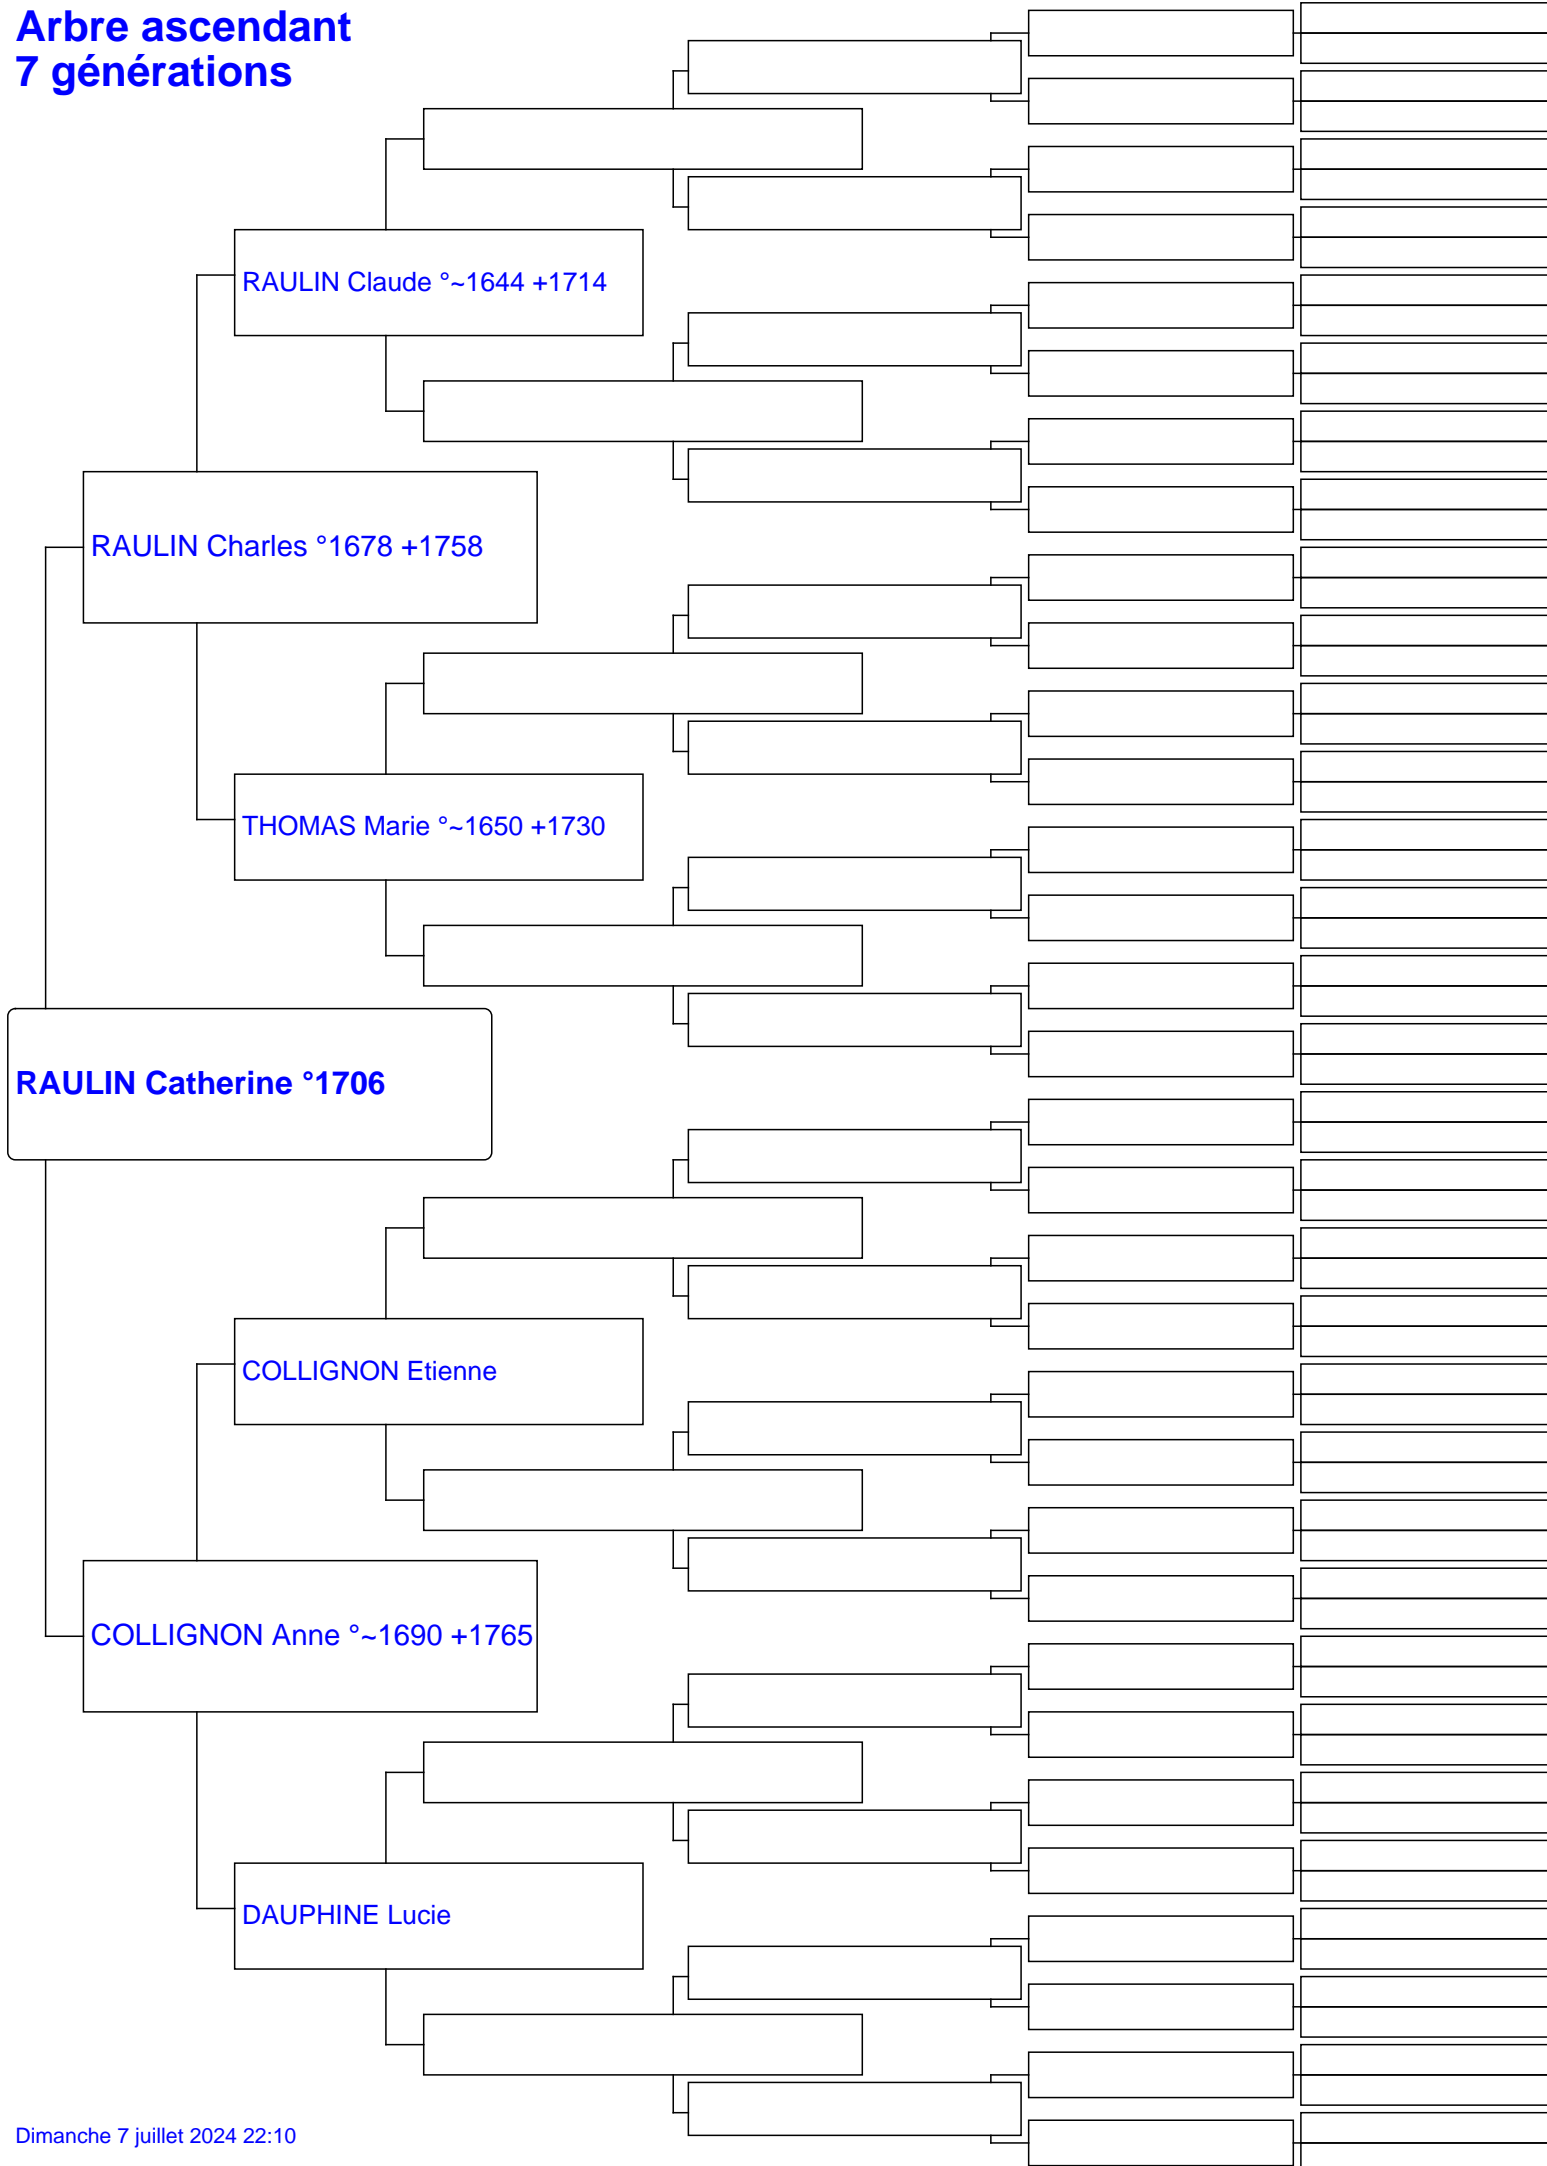 Arbre ascendant
7 générations
RAULIN Claude °~1644 +1714
RAULIN Charles °1678 +1758
THOMAS Marie °~1650 +1730
RAULIN Catherine °1706
COLLIGNON Etienne
COLLIGNON Anne °~1690 +1765
DAUPHINE Lucie
Dimanche 7 juillet 2024 22:10